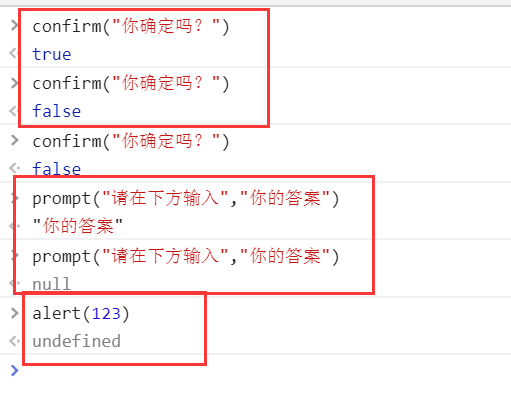 confirm("你确定吗？")
true
confirm("你确定吗？")
false
confirm("你确定吗？")
false
prompt("请在下方输入","你的答案")
"你的答案"
prompt("请在下方输入","你的答案")
null
alert(123)
undefined